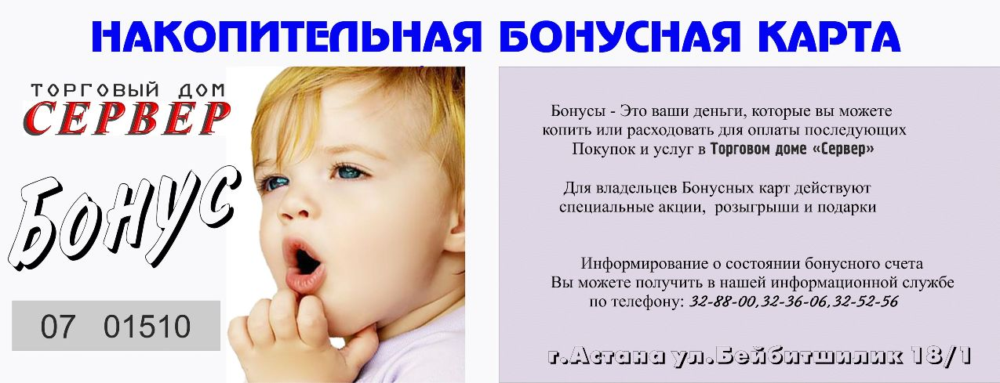 НАКОПИТЕЛЬНАЯ БОНУСНАЯ КАРТА
ТОРГОВЫЙ ДОМ
СЕРВЕР
Бонус
07 01510
Бонусы - Это ваши деньги, которые вы можете
копить или расходовать для оплаты последующих
Покупок и услуг в Торговом доме «Сервер»
Для владельцев Бонусных карт действуют
специальные акции, розыгрыши и подарки
Информирование о состоянии бонусного счета
Вы можете получить в нашей информационной службе
по телефону: 32-88-00,32-36-06,32-52-56
г.Астана ул.Бейбитшилик 18/1